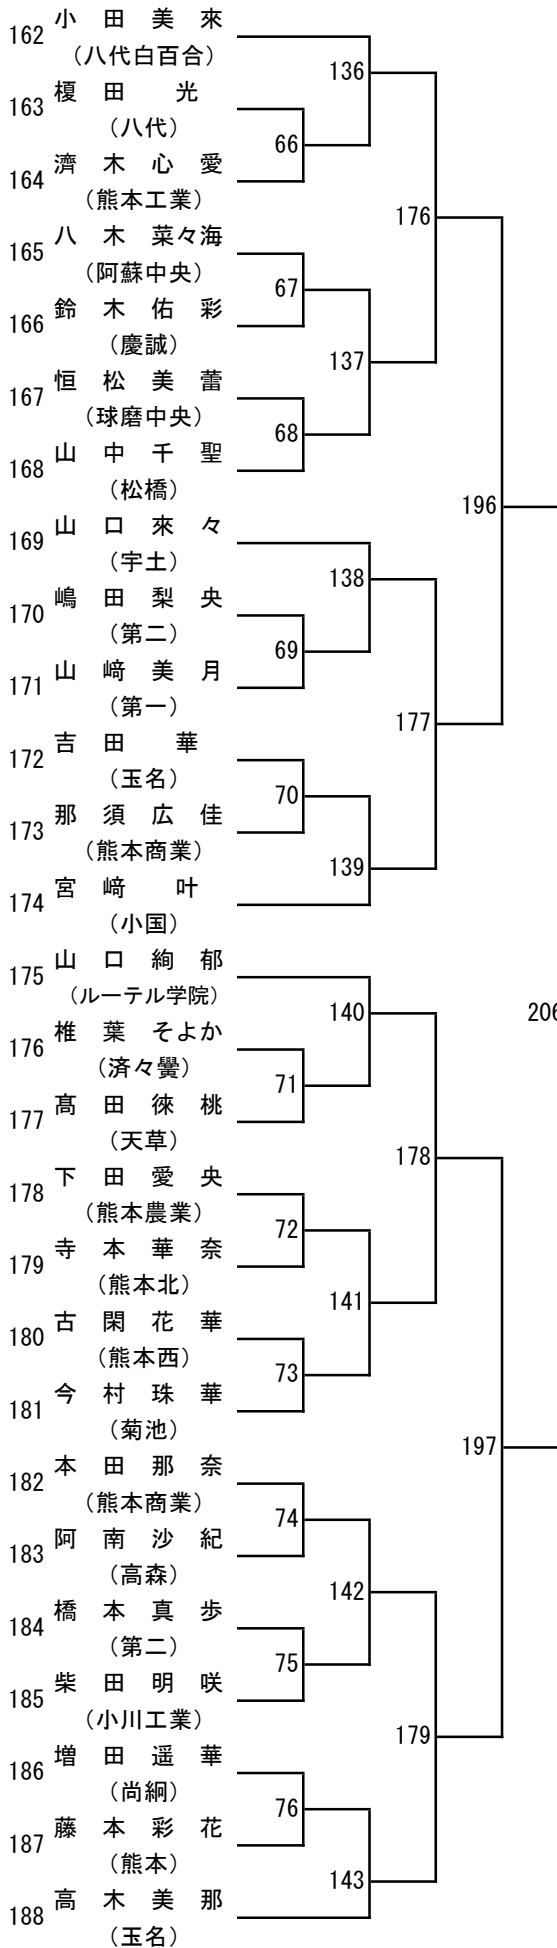 162 小田美來
(八代白百合)
136
163 榎田光
(八代)
66
164 濟木心愛
(熊本工業)
176
165 八木菜々海
(阿蘇中央)
67
166 鈴木佑彩
(慶誠)
137
167 恒松美蕾
(球磨中央)
68
168 山中千聖
(松橋)
196
169 山口來々
(宇土)
138
170 嶋田梨央
(第二)
69
171 山﨑美月
(第一)
177
172 吉田華
(玉名)
70
173 那須広佳
(熊本商業)
139
174 宮﨑叶
(小国)
175 山口絢郁
(ルーテル学院)
140
206
176 椎葉そよか
(済々黌)
71
177 髙田徠桃
(天草)
178
178 下田愛央
(熊本農業)
72
179 寺本華奈
(熊本北)
141
180 古閑花華
(熊本西)
73
181 今村珠華
(菊池)
197
182 本田那奈
(熊本商業)
74
183 阿南沙紀
(高森)
142
184 橋本真歩
(第二)
75
185 柴田明咲
(小川工業)
179
186 増田遥華
(尚絅)
76
187 藤本彩花
(熊本)
143
188 高木美那
(玉名)